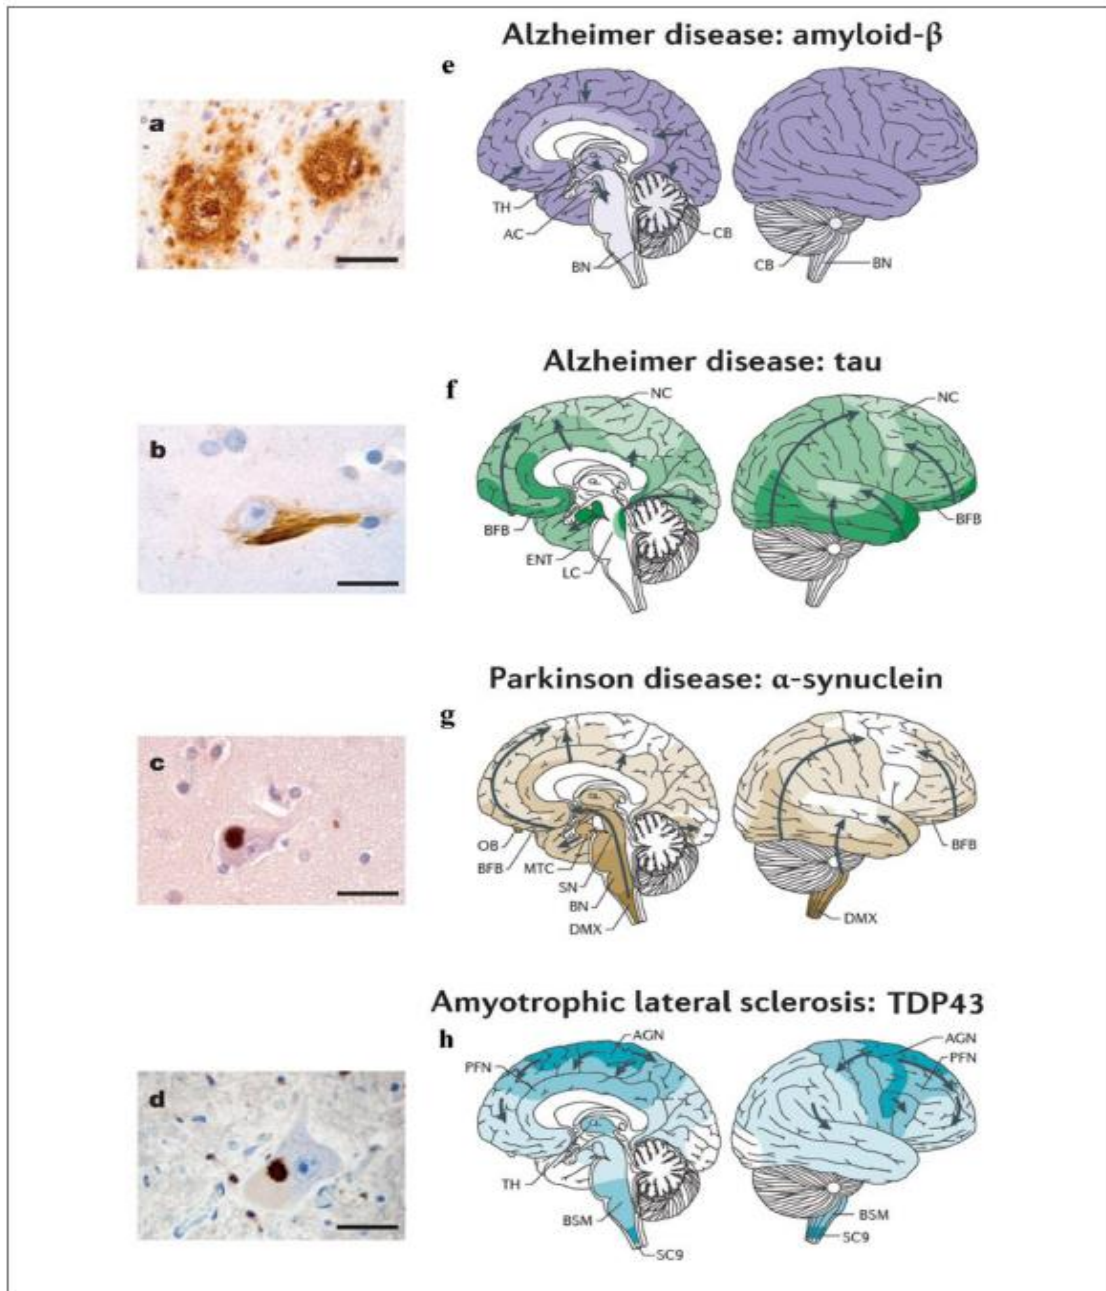 Alzheimer disease: amyloid-β
e
a
TH
AC
BN
CB
CB
BN
Alzheimer disease: tau
f
NC
NC
b
BFB
ENT
LC
BFB
Parkinson disease: α-synuclein
g
c
OB
BFB
MTC
SN
BN
DMX
BFB
DMX
Amyotrophic lateral sclerosis: TDP43
h
AGN
PFN
AGN
PFN
d
TH
BSM
SC9
BSM
SC9